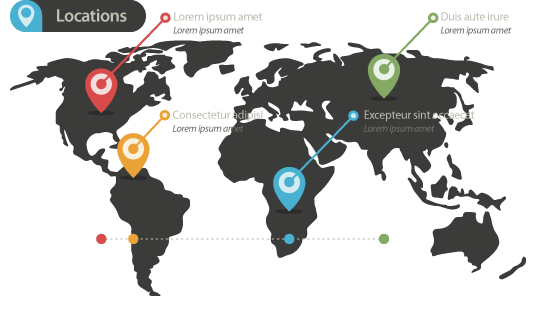 Locations
Lorem ipsum amet
Lorem ipsum amet
Duis aute irure
Lorem ipsum amet
Consectetur adipisi
Lorem ipsum amet
Excepteur sint occaecat
Lorem ipsum amet